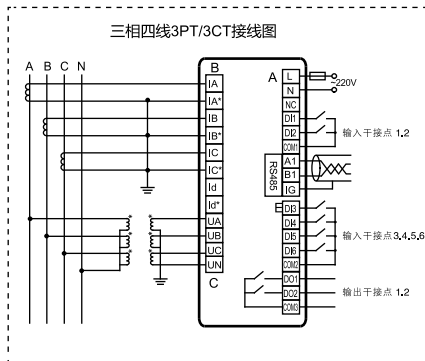 三相四线3PT/3CT接线图
A B C N
B
IA
IA*
IB
IB*
IC
IC*
Id
Id*
UA
UB
UC
UN
C
A
L
N
NC
DI1
DI2
COM1
A1
B1
IG
RS485
E
DI3
DI4
DI5
DI6
COM2
DO1
DO2
COM3
~220V
输入干接点 1.2
输入干接点3,4,5,6
输出干接点 1.2